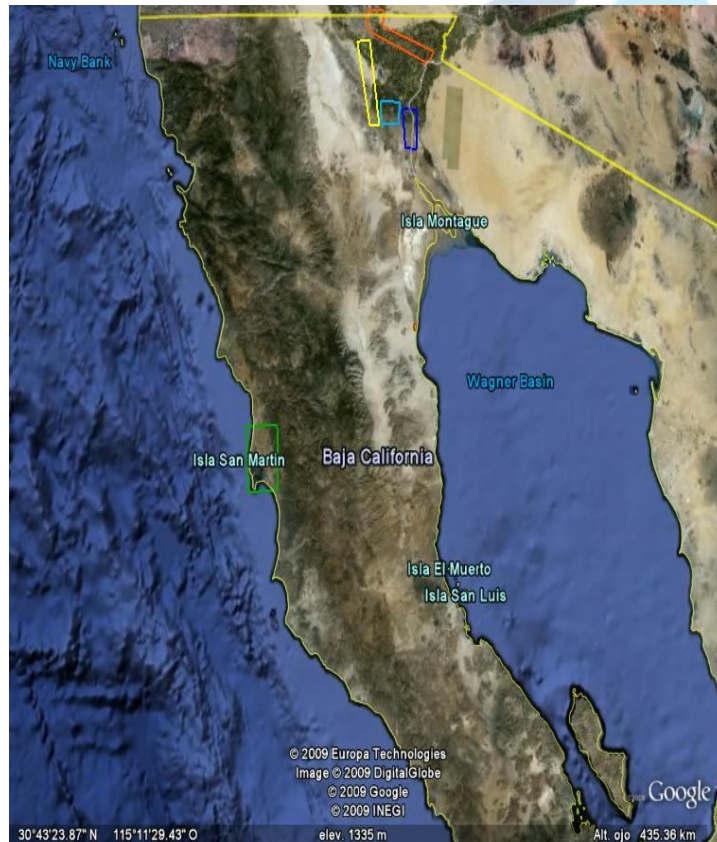 Navy Bank
Isla Montague
Wagner Basin
Isla San Martin
Baja California
Isla El Muerto
Isla San Luis
© 2009 Europa Technologies
Image © 2009 DigitalGlobe
© 2009 Google
© 2009 INEGI
Google
30°43'23.87" N 115°11'29.43" O elev. 1335 m Alt. ojo 435.36 km